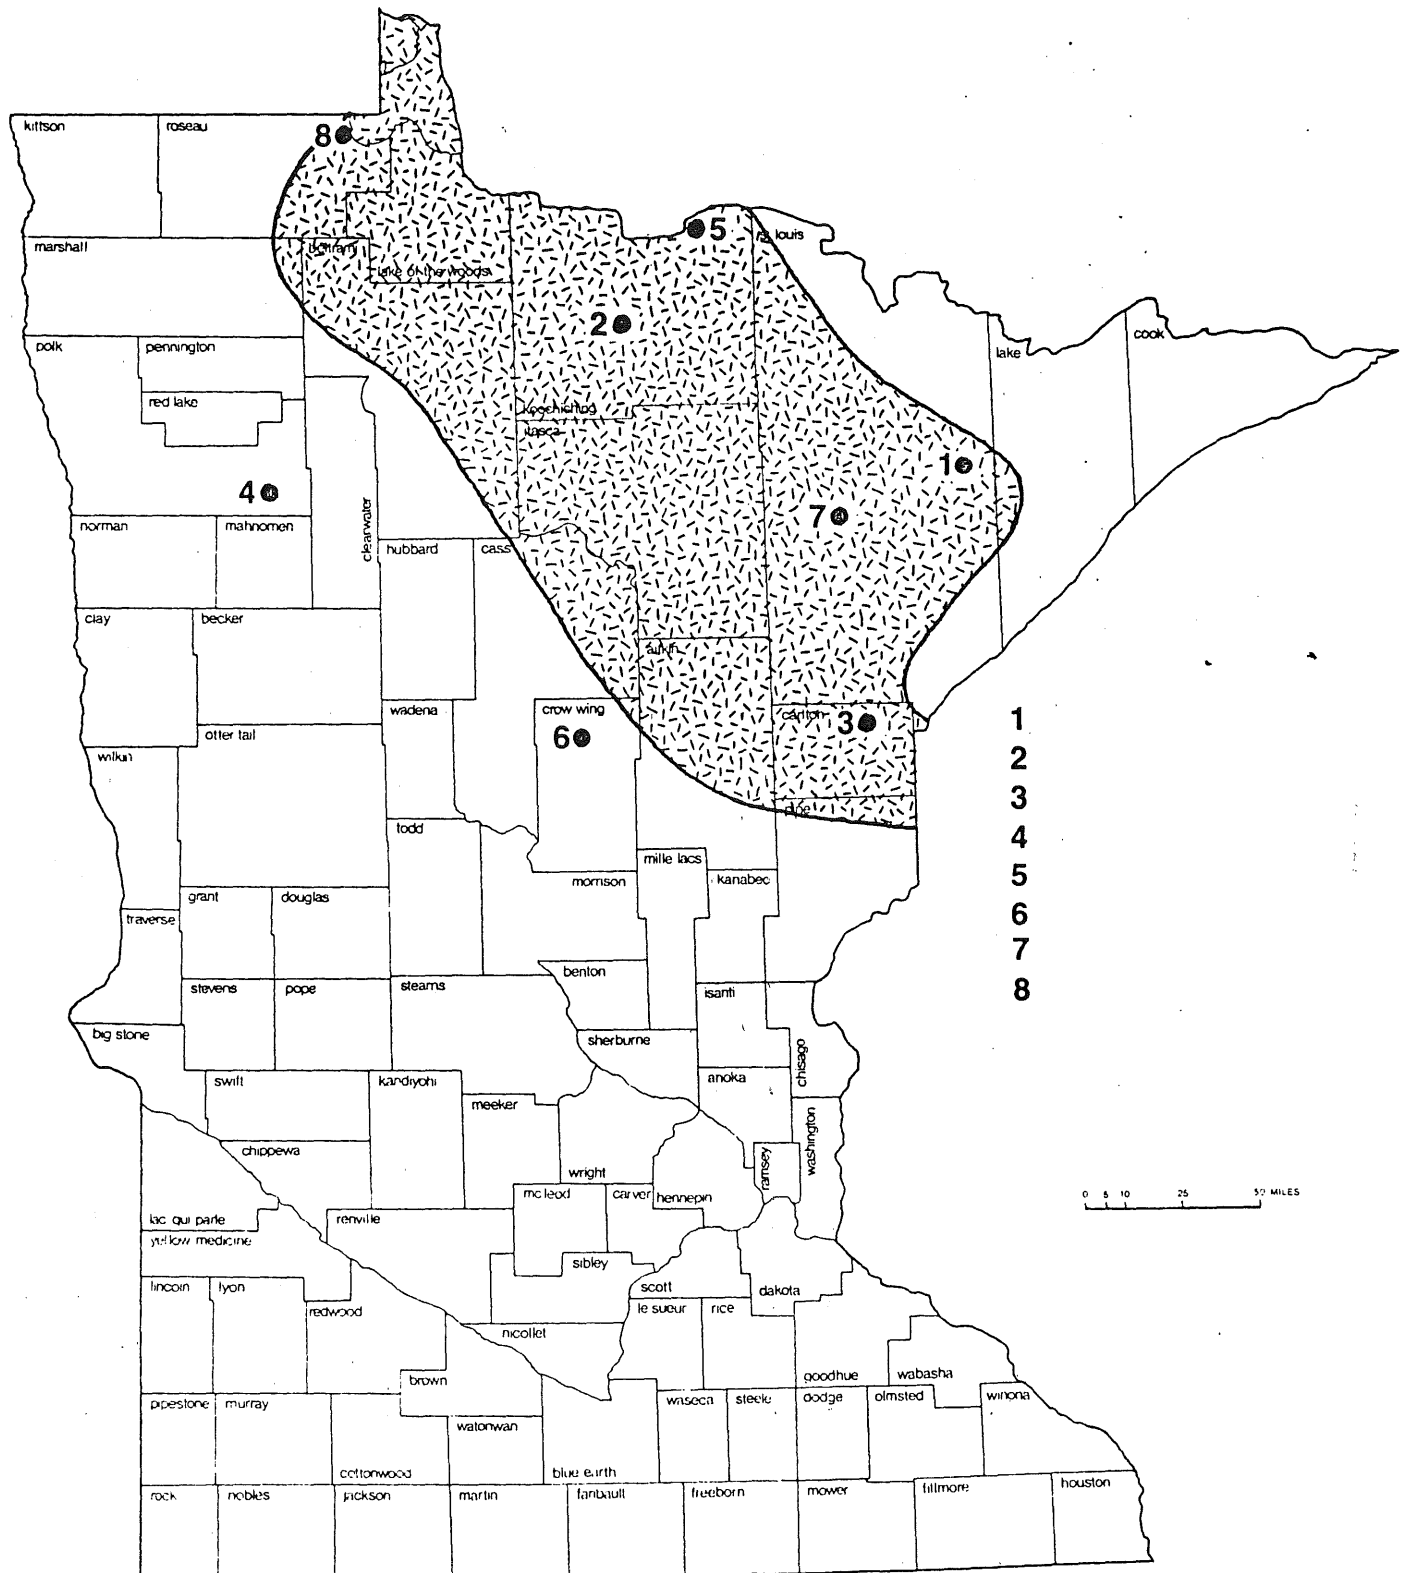 kittson
roseau
8
5
st. louis
marshall
beltrami
lake of the woods
2
polk
pennington
lake
cook
red lake
koochiching
itasca
1
4
7
norman
mahnomen
clearwater
hubbard
cass
clay
becker
aitkin
wadena
crow wing
carlton
3
6
otter tail
wilkin
pine
todd
mille lacs
kanabec
morrison
grant
douglas
traverse
benton
stevens
pope
stearns
isanti
big stone
sherburne
chisago
swift
kandiyohi
anoka
meeker
washington
chippewa
ramsey
wright
mc leod
carver
hennepin
lac qui parle
renville
yellow medicine
sibley
lincoln
lyon
scott
dakota
redwood
le sueur
rice
nicollet
brown
goodhue
wabasha
pipestone
murray
waseca
steele
dodge
olmsted
winona
watonwan
cottonwood
blue earth
rock
nobles
jackson
martin
faribault
freeborn
mower
fillmore
houston
1
2
3
4
5
6
7
8
0 5 10 25 50 MILES